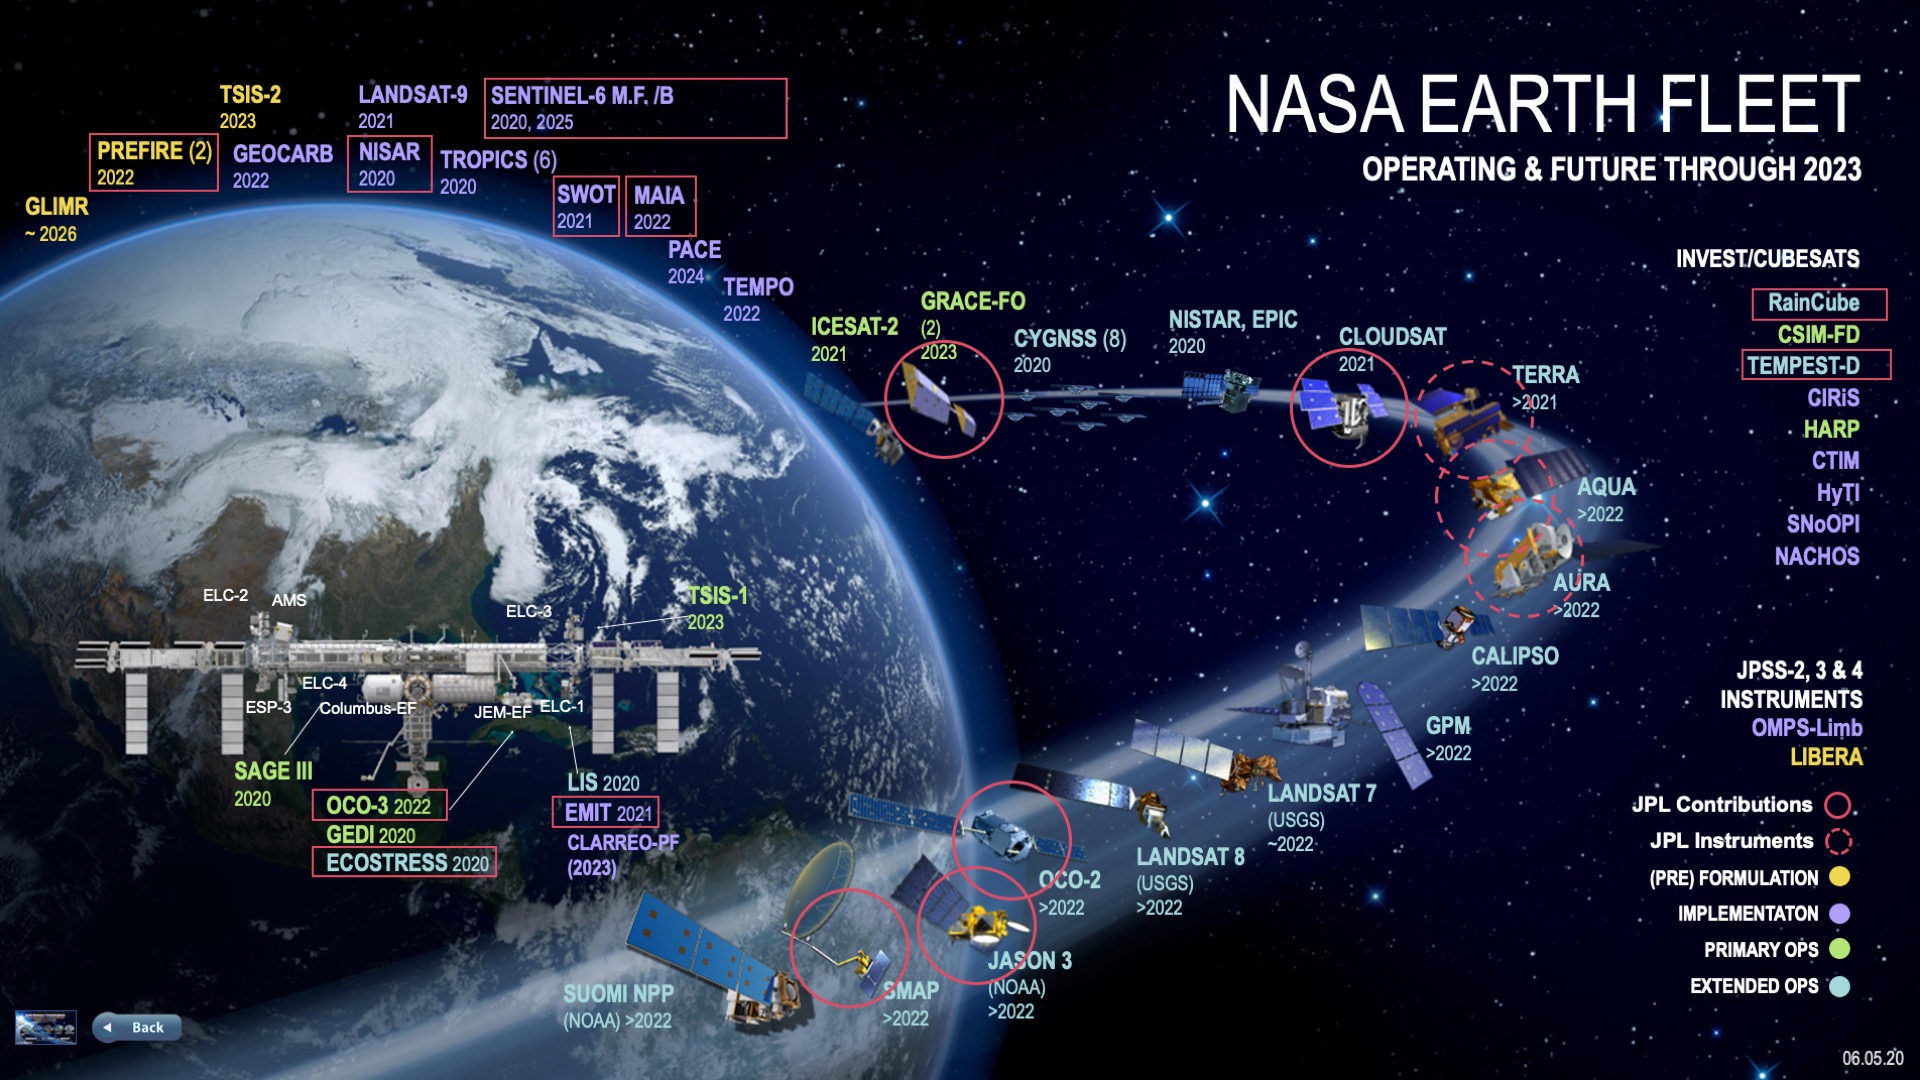 NASA EARTH FLEET
OPERATING & FUTURE THROUGH 2023
TSIS-2
2023
LANDSAT-9
2021
SENTINEL-6 M.F. /B
2020, 2025
PREFIRE (2)
2022
GEOCARB
2022
NISAR
2020
TROPICS (6)
2020
GLIMR
~ 2026
SWOT
2021
MAIA
2022
PACE
2024
TEMPO
2022
ICESAT-2
2021
GRACE-FO
(2)
2023
CYGNSS (8)
2020
NISTAR, EPIC
2020
CLOUDSAT
2021
TERRA
>2021
AQUA
>2022
AURA
>2022
CALIPSO
>2022
GPM
>2022
LANDSAT 7
(USGS)
~2022
LANDSAT 8
(USGS)
>2022
OCO-2
>2022
JASON 3
(NOAA)
>2022
SMAP
>2022
SUOMI NPP
(NOAA) >2022
ELC-2
AMS
ELC-3
TSIS-1
2023
ELC-4
ESP-3
Columbus-EF
JEM-EF
ELC-1
SAGE III
2020
OCO-3 2022
GEDI 2020
ECOSTRESS 2020
LIS 2020
EMIT 2021
CLARREO-PF
(2023)
INVEST/CUBESATS
RainCube
CSIM-FD
TEMPEST-D
CIRiS
HARP
CTIM
HyTI
SNoOPI
NACHOS
JPSS-2, 3 & 4
INSTRUMENTS
OMPS-Limb
LIBERA
JPL Contributions
JPL Instruments
(PRE) FORMULATION
IMPLEMENTATON
PRIMARY OPS
EXTENDED OPS
Back
06.05.20